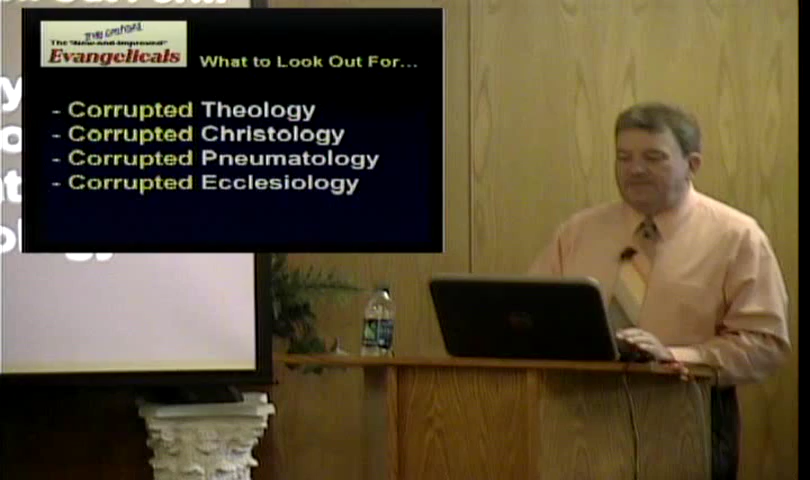 The "New-and-Improved"
Evangelicals
What to Look Out For...
- Corrupted Theology
- Corrupted Christology
- Corrupted Pneumatology
- Corrupted Ecclesiology